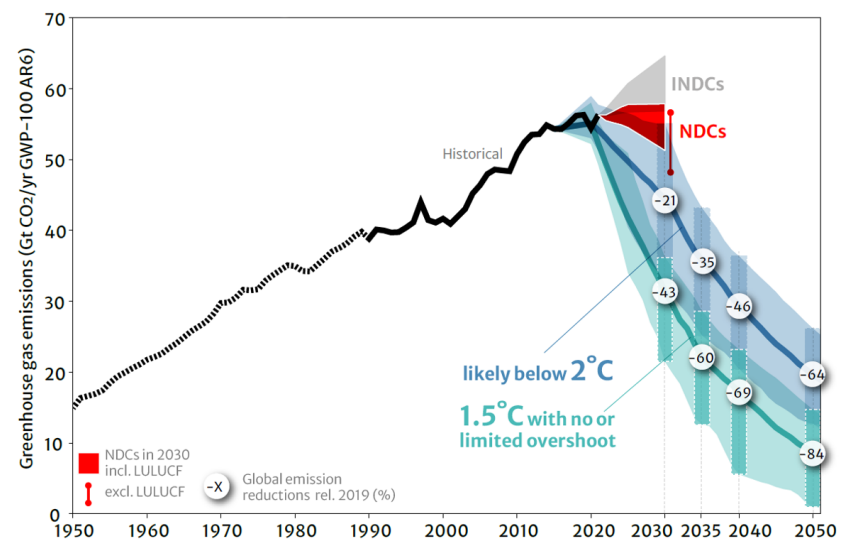 Greenhouse gas emissions (Gt CO2/yr GWP-100 AR6)
70
60
50
40
30
20
10
0
INDCs
NDCs
Historical
-21
-43
-35
-60
-46
-69
-64
-84
likely below 2°C
1.5°C with no or
limited overshoot
NDCs in 2030
incl. LULUCF
excl. LULUCF
-X
Global emission
reductions rel. 2019 (%)
1950
1960
1970
1980
1990
2000
2010
2020
2030
2035
2040
2050